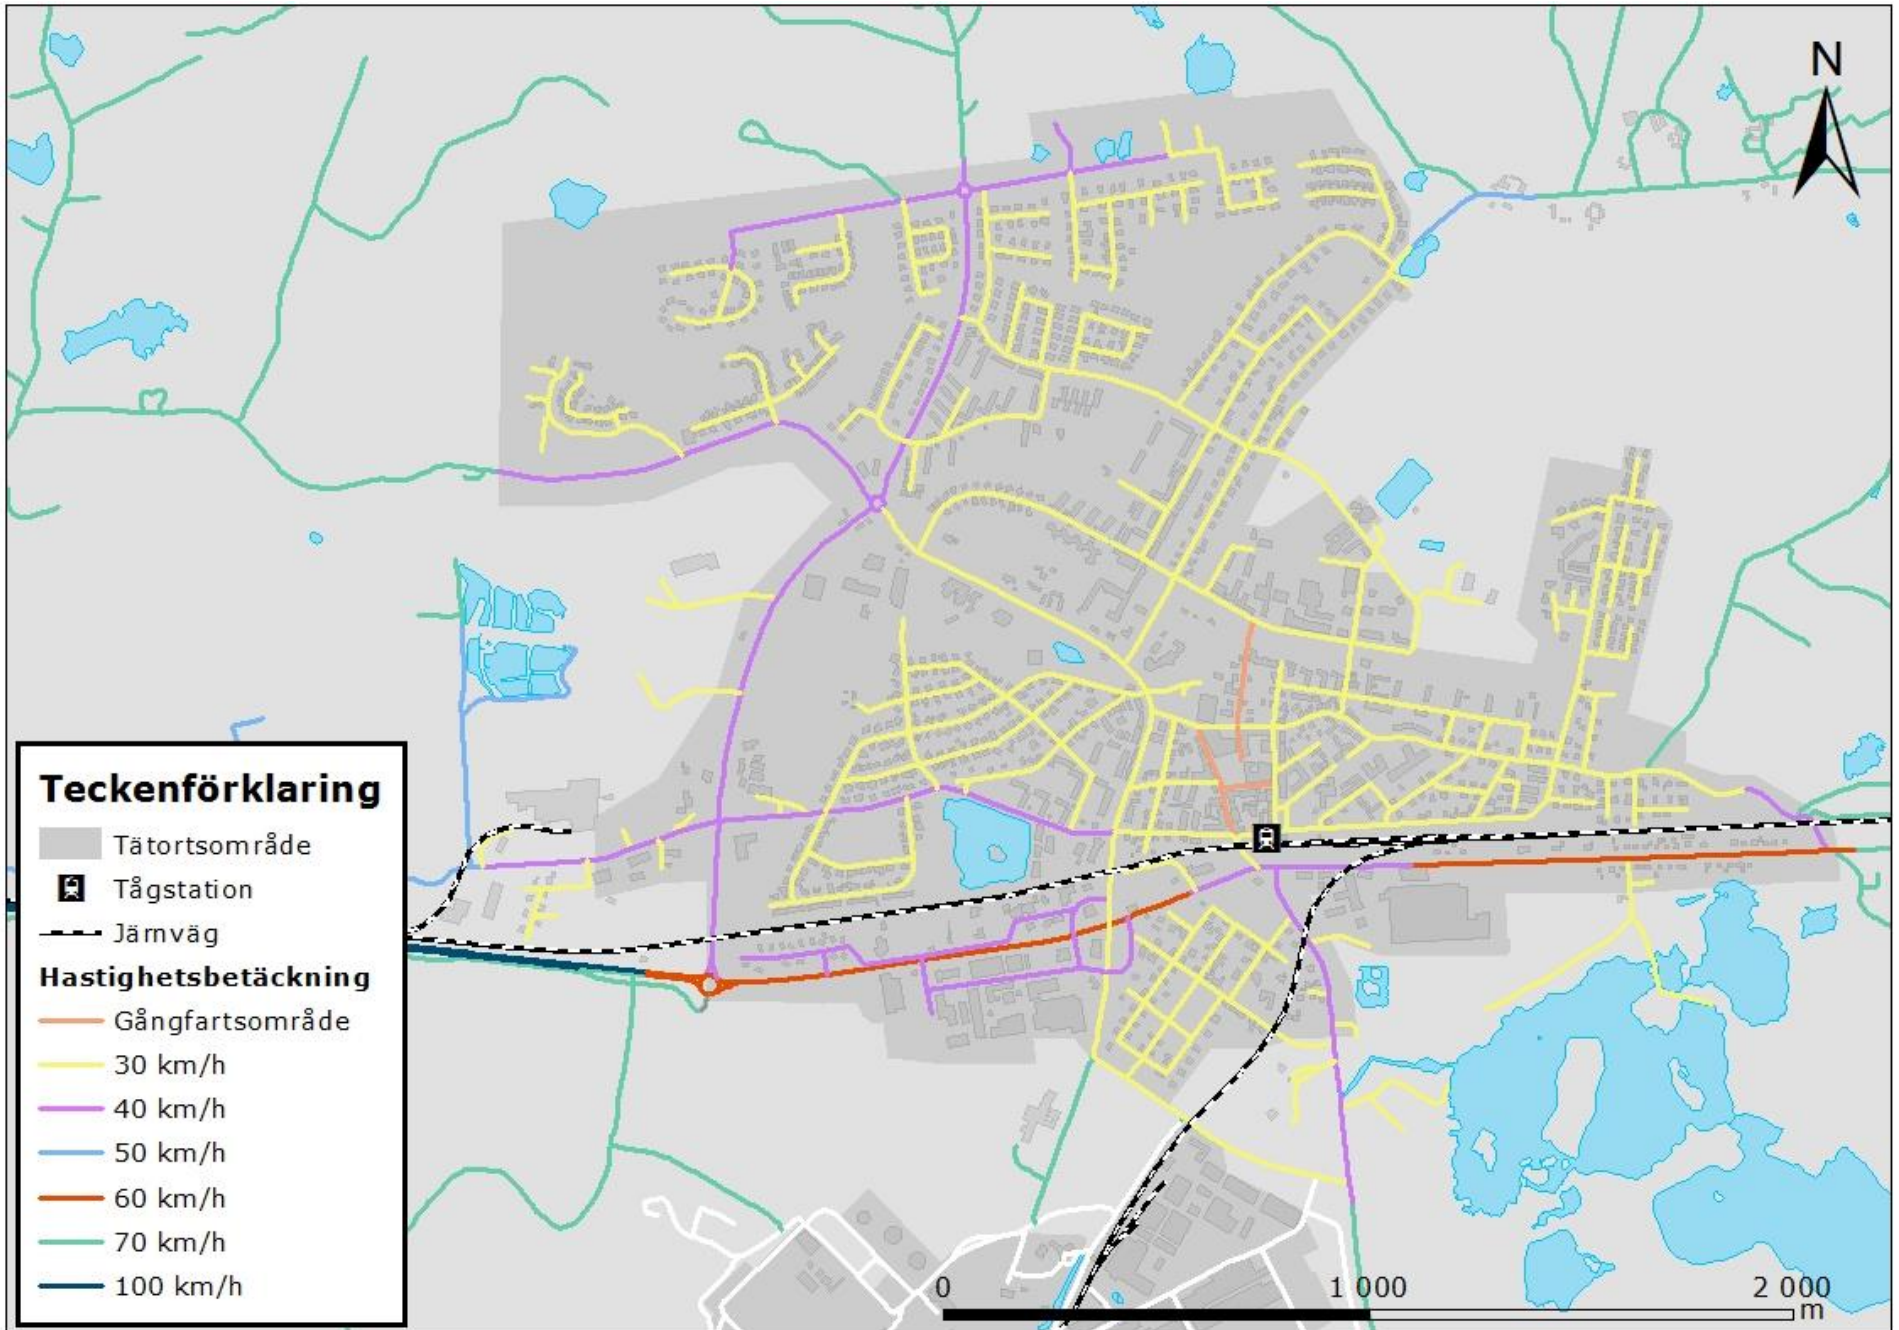 N
Teckenförklaring
Tätortsområde
Tågstation
Järnväg
Hastighetsbetäckning
Gångfartsområde
30 km/h
40 km/h
50 km/h
60 km/h
70 km/h
100 km/h
0 1 000 2 000
m